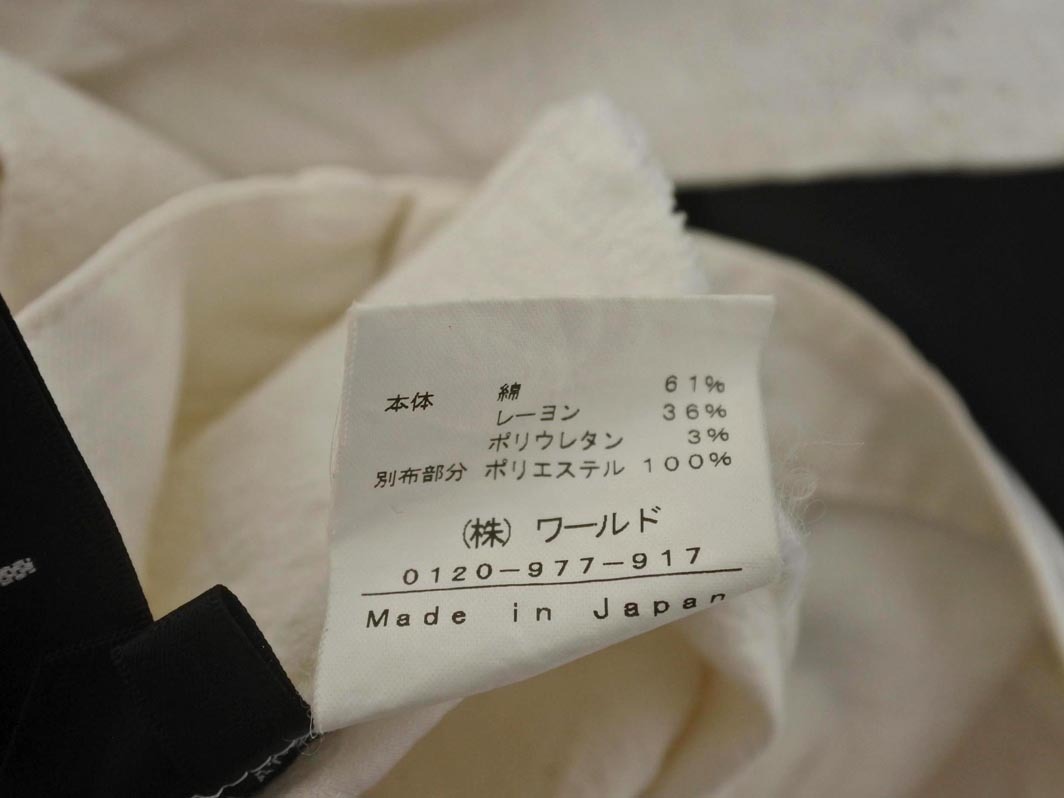 本体 綿 61%
レーヨン 36%
ポリウレタン 3%
別布部分 ポリエステル 100%
(株) ワールド
0120-977-917
Made in Japan